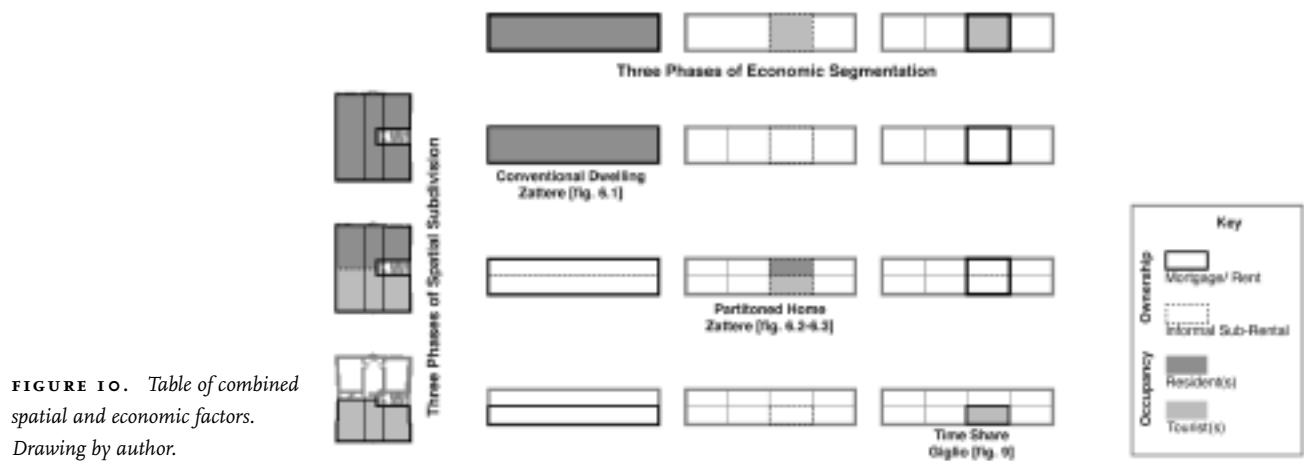 Three Phases of Economic Segmentation
Three Phases of Spatial Subdivision
Conventional Dwelling
Zattere [fig. 6.1]
Partitoned Home
Zattere [fig. 6.2-6.3]
Time Share
Giglio [fig. 9]
Key
Ownership
Mortgage/ Rent
Informal Sub-Rental
Occupancy
Resident(s)
Tourist(s)
FIGURE 10. Table of combined
spatial and economic factors.
Drawing by author.